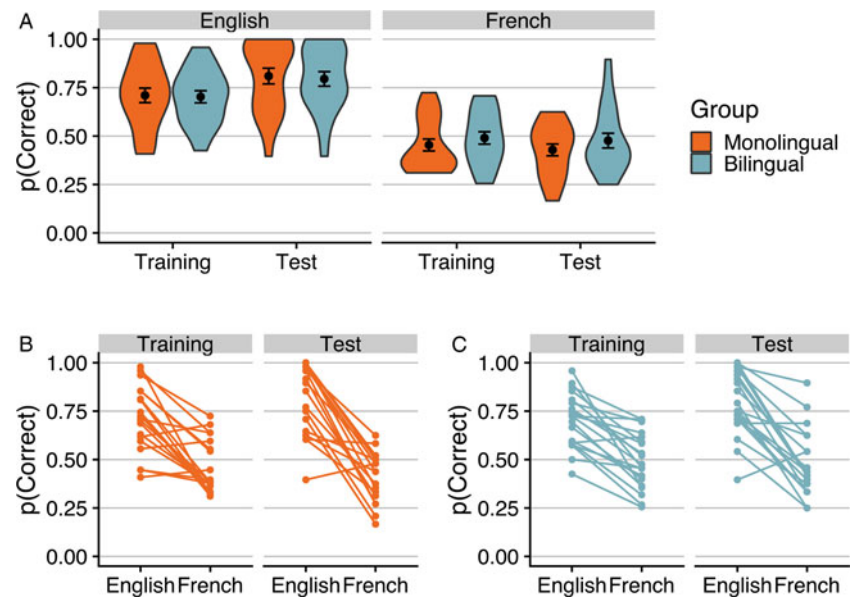 A
English
French
p(Correct)
1.00
0.75
0.50
0.25
0.00
Training
Test
Training
Test
Group
Monolingual
Bilingual
B
Training
Test
p(Correct)
1.00
0.75
0.50
0.25
0.00
English French
English French
C
Training
Test
p(Correct)
1.00
0.75
0.50
0.25
0.00
English French
English French